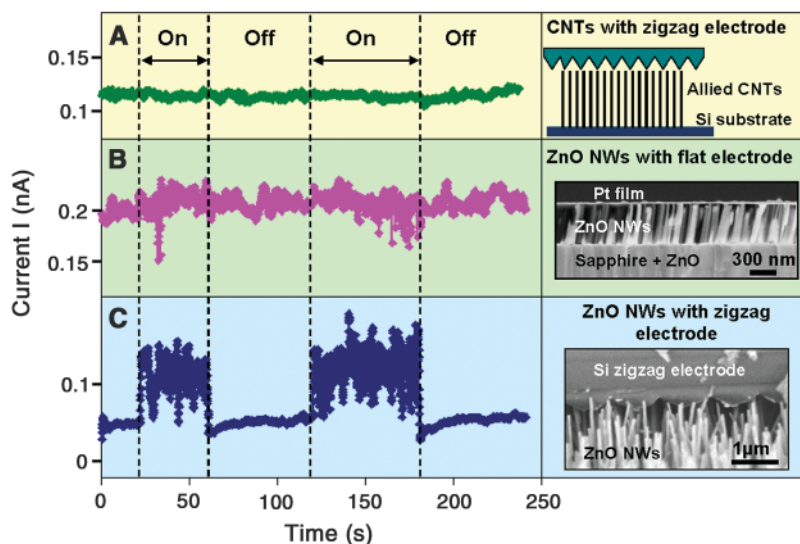 A
On
Off
On
Off
0.15
0.1
CNTs with zigzag electrode
Allied CNTs
Si substrate
B
0.2
0.15
ZnO NWs with flat electrode
Pt film
ZnO NWs
Sapphire + ZnO
300 nm
C
0.1
0
ZnO NWs with zigzag
electrode
Si zigzag electrode
ZnO NWs
1µm
Current I (nA)
0
50
100
150
200
250
Time (s)